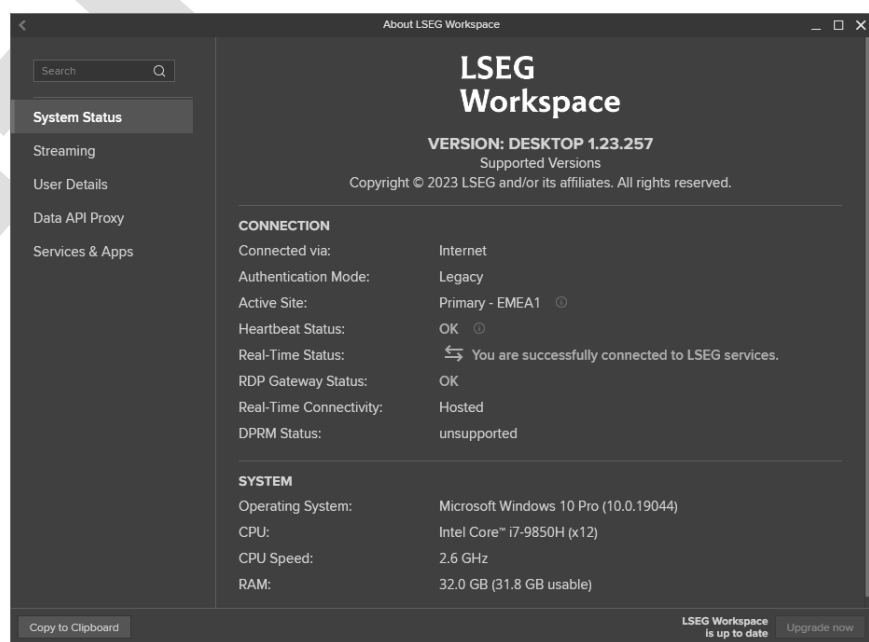 About LSEG Workspace
Search
System Status
Streaming
User Details
Data API Proxy
Services & Apps
LSEG
Workspace
VERSION: DESKTOP 1.23.257
Supported Versions
Copyright © 2023 LSEG and/or its affiliates. All rights reserved.
CONNECTION
Connected via: Internet
Authentication Mode: Legacy
Active Site: Primary - EMEA1
Heartbeat Status: OK
Real-Time Status: You are successfully connected to LSEG services.
RDP Gateway Status: OK
Real-Time Connectivity: Hosted
DPRM Status: unsupported
SYSTEM
Operating System: Microsoft Windows 10 Pro (10.0.19044)
CPU: Intel Core™ i7-9850H (x12)
CPU Speed: 2.6 GHz
RAM: 32.0 GB (31.8 GB usable)
Copy to Clipboard
LSEG Workspace
is up to date
Upgrade now